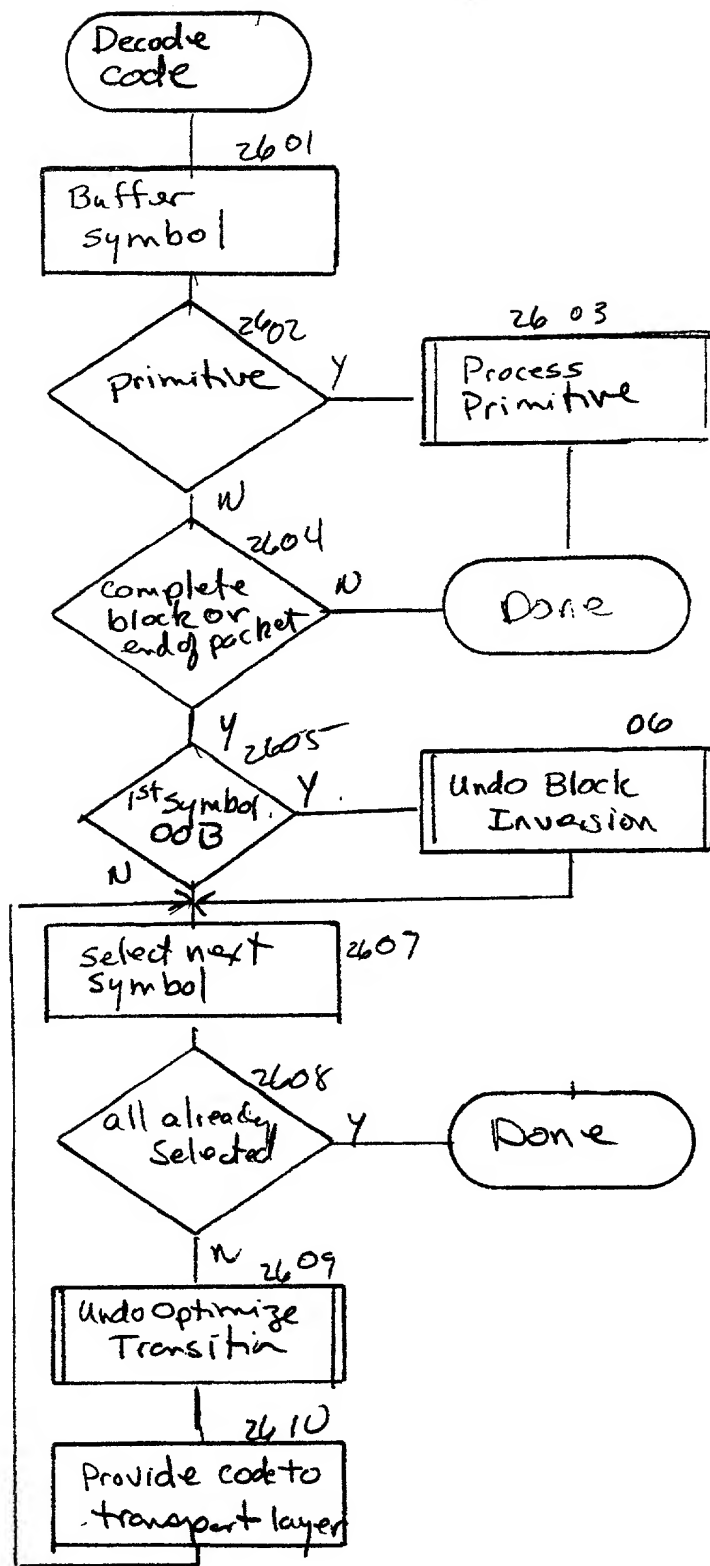 Decode
code
2601
Buffer
symbol
2602
primitive
Y
2603
Process
Primitive
N
2604
complete
block or
end of packet
N
Done
Y
2605
1st symbol
OOB
Y
06
Undo Block
Inversion
N
select next
symbol
2607
2608
all already
selected
Y
Done
N
2609
Undo Optimize
Transition
2610
Provide code to
transport layer